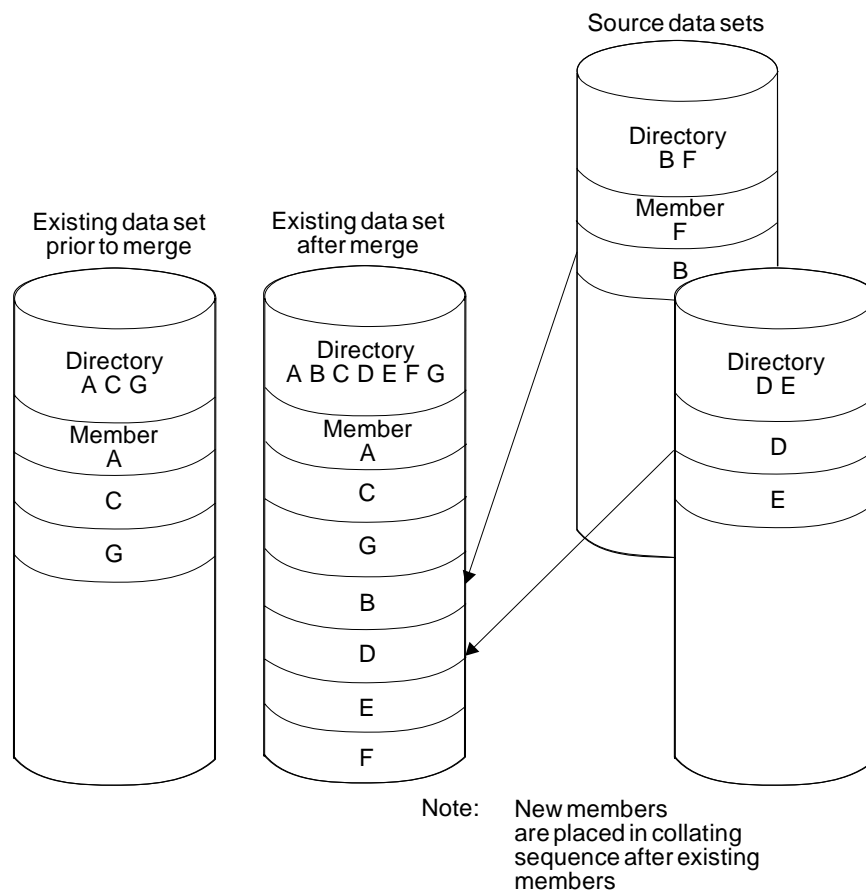 Source data sets
Directory
B F
Member
F
B
Existing data set
prior to merge
Directory
A C G
Member
A
C
G
Existing data set
after merge
Directory
A B C D E F G
Member
A
C
G
B
D
E
F
Directory
D E
D
E
Note: New members
are placed in collating
sequence after existing
members